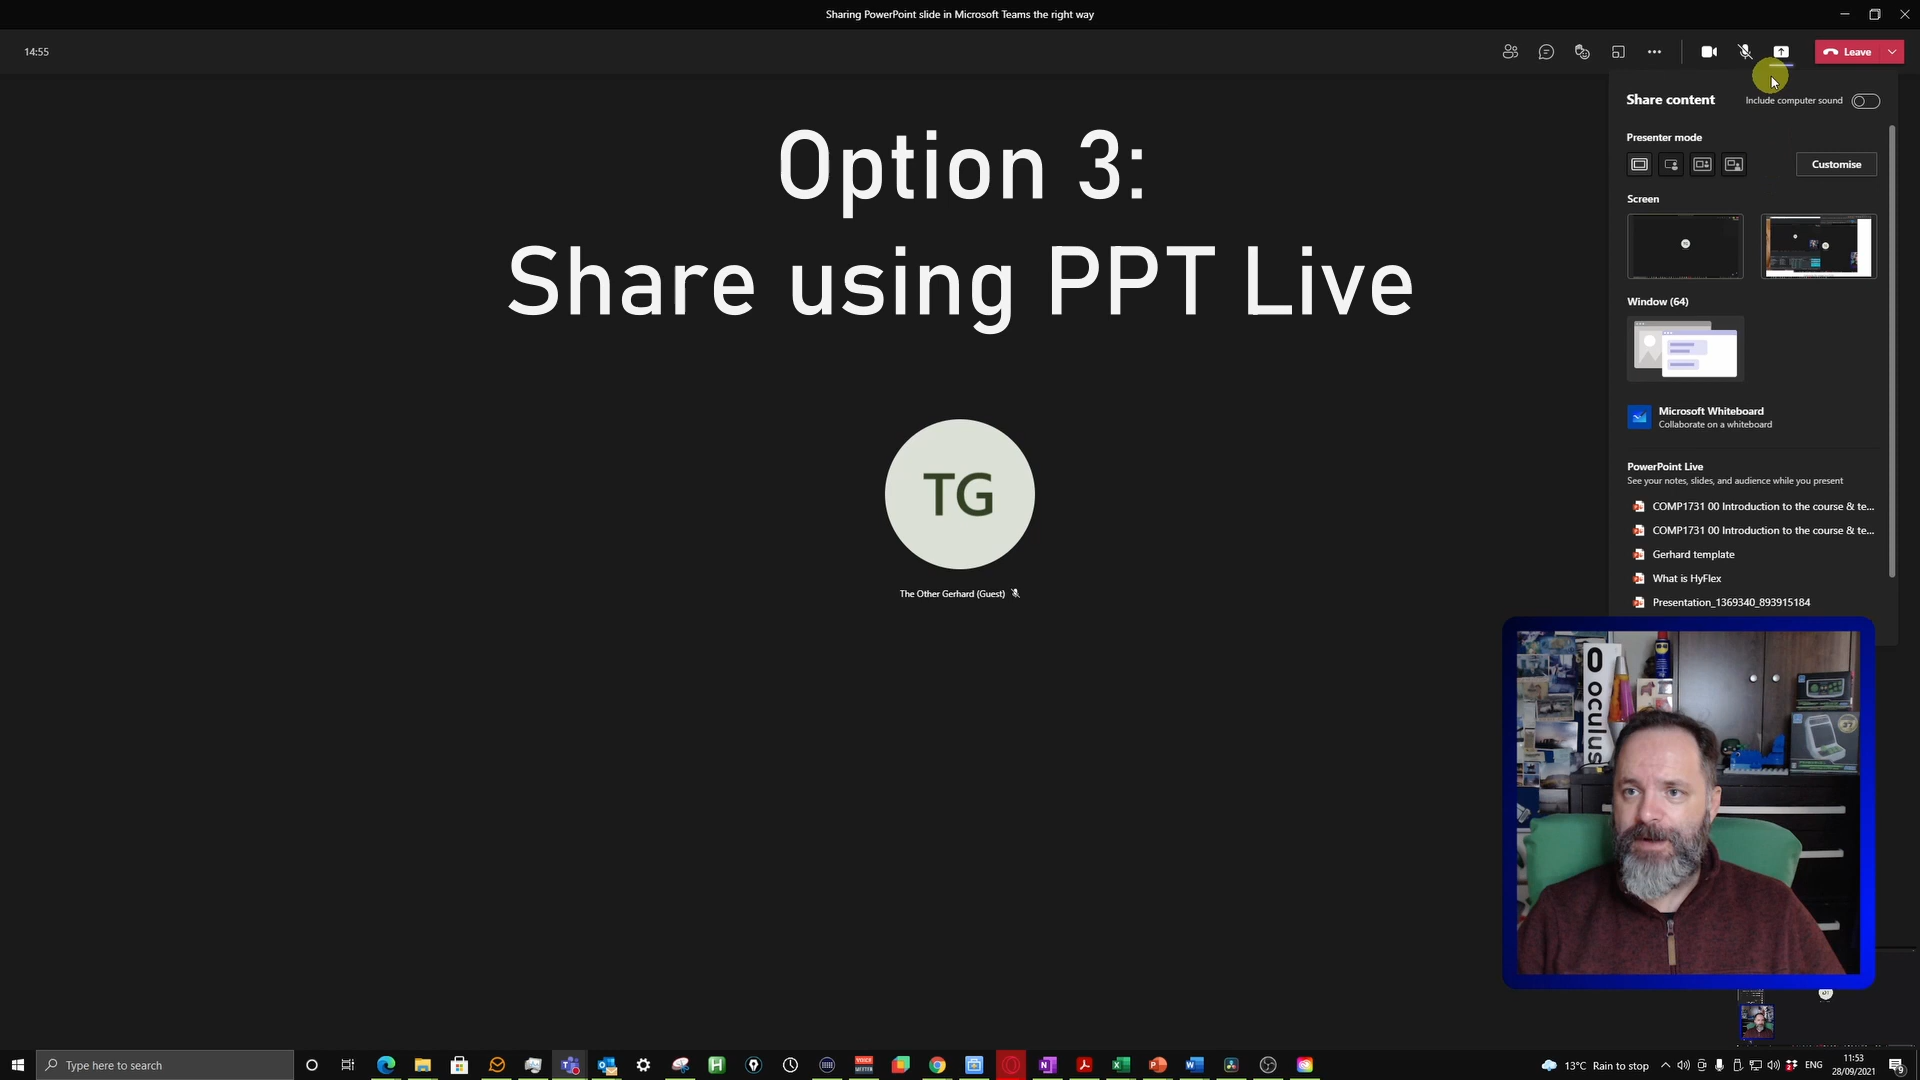 Sharing PowerPoint slide in Microsoft Teams the right way
14:55
Leave
Share content
Include computer sound
Presenter mode
Customise
Screen
Window (64)
Microsoft Whiteboard
Collaborate on a whiteboard
PowerPoint Live
See your notes, slides, and audience while you present
COMP1731 00 Introduction to the course & te...
COMP1731 00 Introduction to the course & te...
Gerhard template
What is HyFlex
Presentation_1369340_893915184
Option 3:
Share using PPT Live
TG
The Other Gerhard (Guest)
oculus
Type here to search
13°C Rain to stop
ENG
11:53
28/09/2021